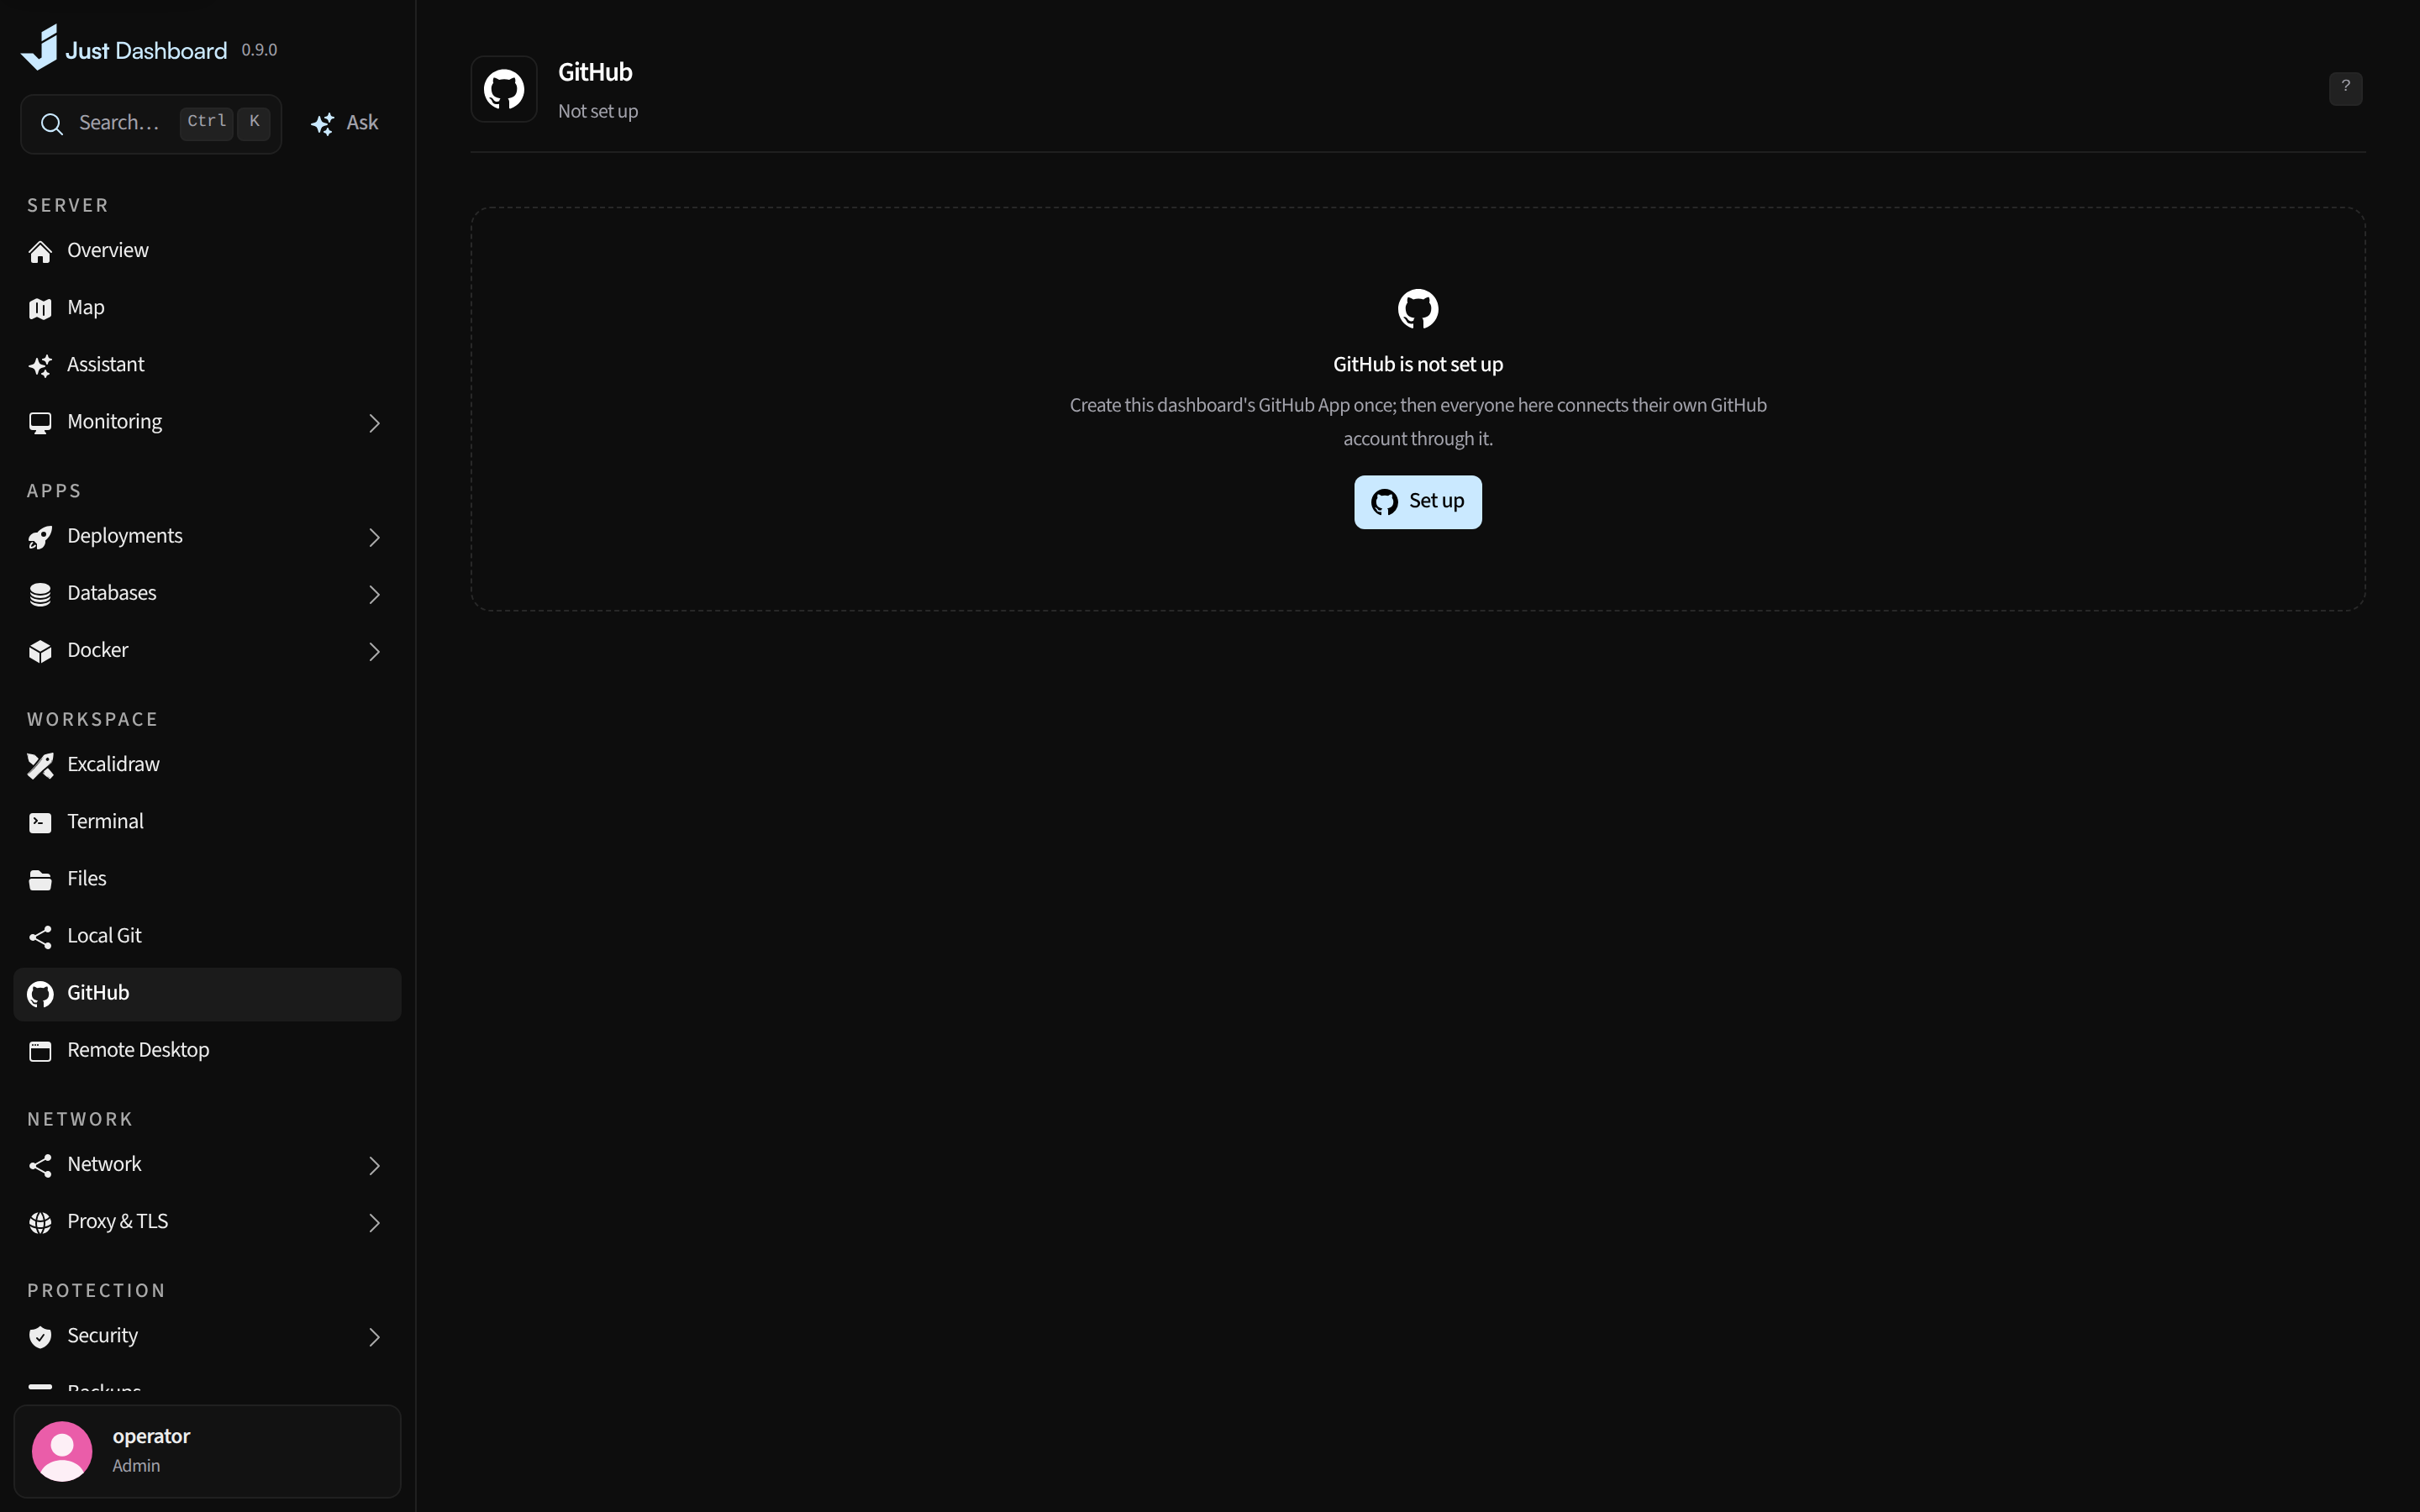 Just Dashboard 0.9.0
Search... Ctrl K Ask
SERVER
Overview
Map
Assistant
Monitoring
APPS
Deployments
Databases
Docker
WORKSPACE
Excalidraw
Terminal
Files
Local Git
GitHub
Remote Desktop
NETWORK
Network
Proxy & TLS
PROTECTION
Security
Backups
operator
Admin
GitHub
Not set up
?
GitHub is not set up
Create this dashboard's GitHub App once; then everyone here connects their own GitHub
account through it.
Set up